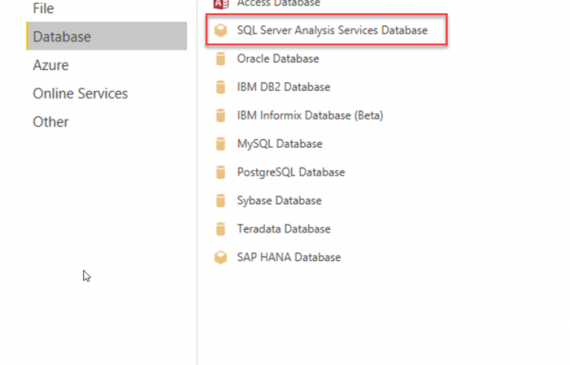 File
Database
Azure
Online Services
Other
Access Database
SQL Server Analysis Services Database
Oracle Database
IBM DB2 Database
IBM Informix Database (Beta)
MySQL Database
PostgreSQL Database
Sybase Database
Teradata Database
SAP HANA Database